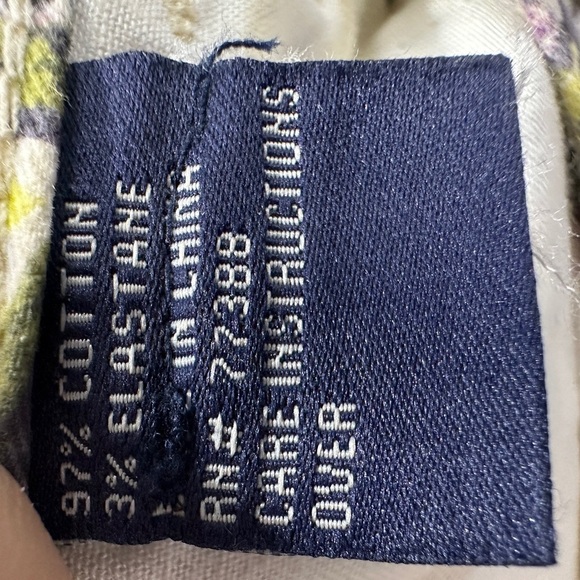 97% COTTON
3% ELASTANE
IN CHINA
RN# 77388
CARE INSTRUCTIONS
OVER